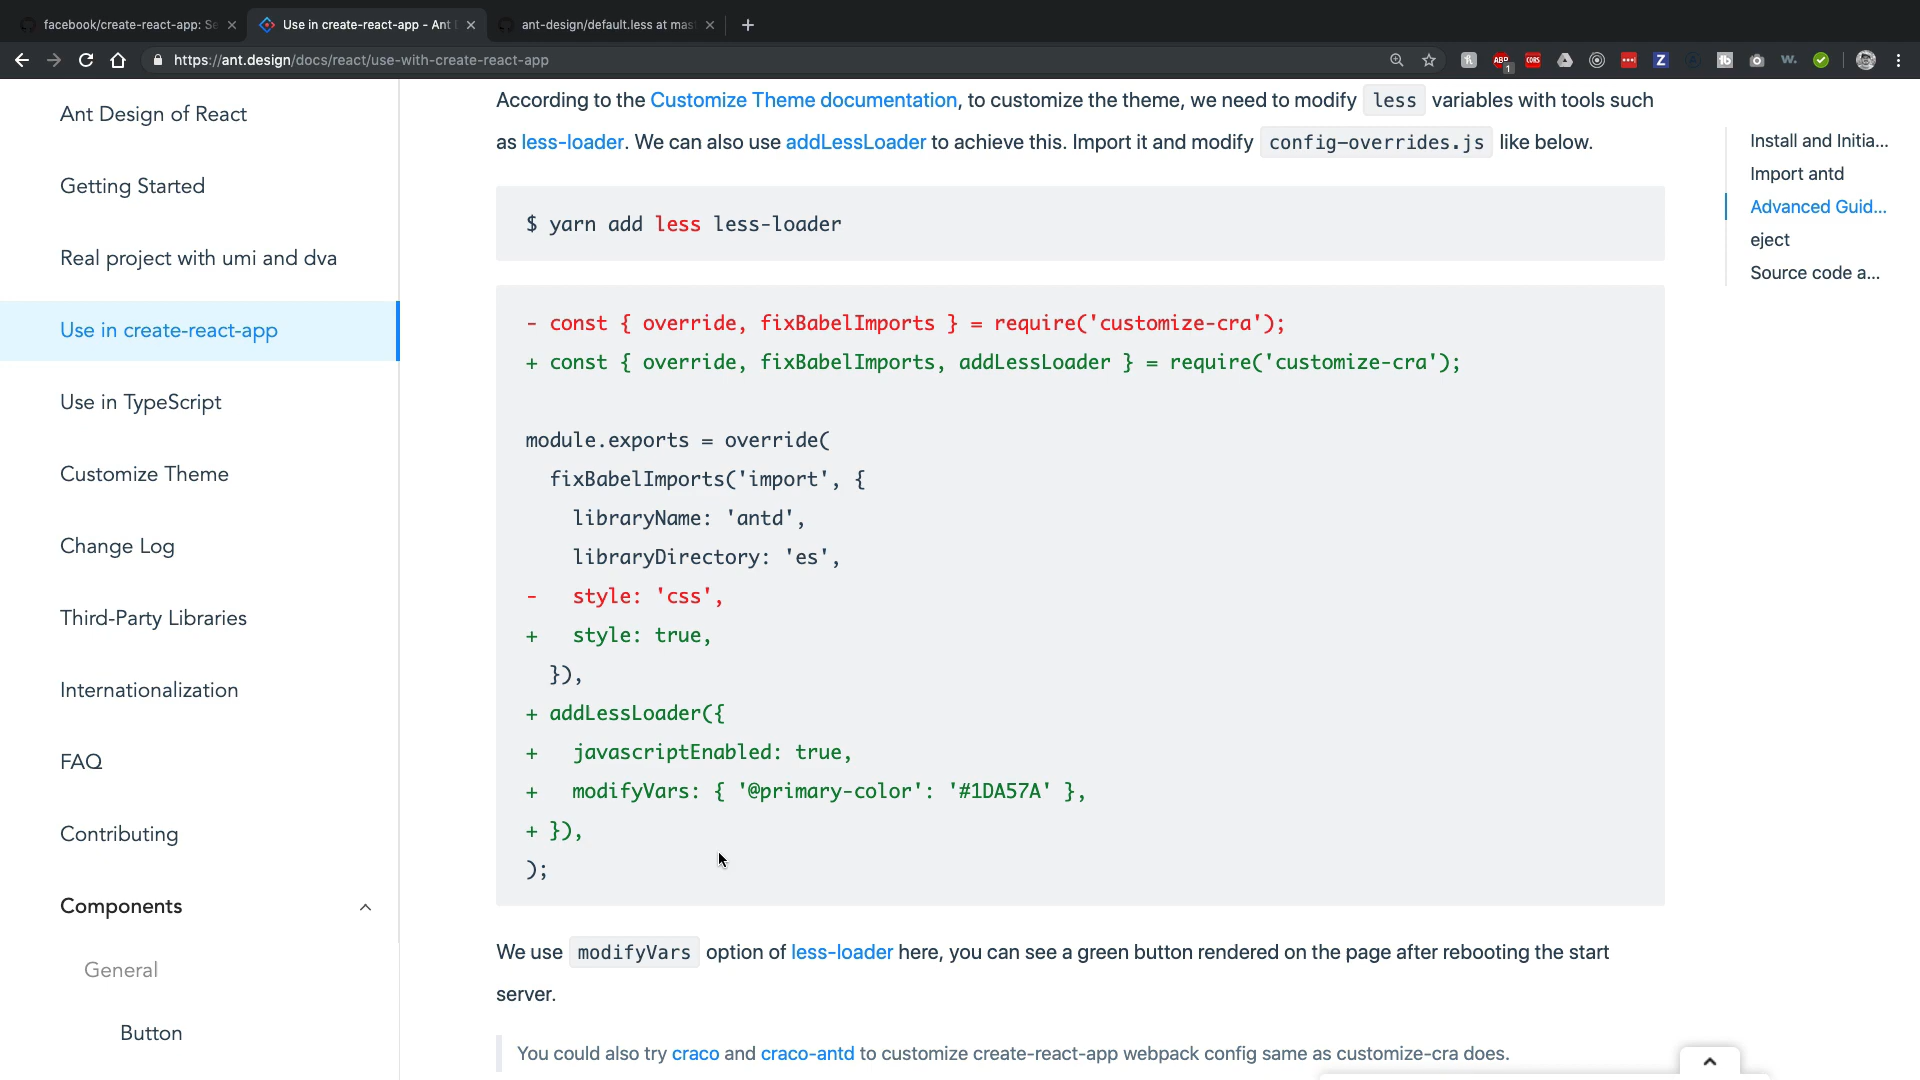 facebook/create-react-app: Se
Use in create-react-app - Ant D
ant-design/default.less at mas
https://ant.design/docs/react/use-with-create-react-app
Ant Design of React
Getting Started
Real project with umi and dva
Use in create-react-app
Use in TypeScript
Customize Theme
Change Log
Third-Party Libraries
Internationalization
FAQ
Contributing
Components
General
Button
According to the Customize Theme documentation, to customize the theme, we need to modify less variables with tools such
as less-loader. We can also use addLessLoader to achieve this. Import it and modify config-overrides.js like below.
$ yarn add less less-loader
- const { override, fixBabelImports } = require('customize-cra');
+ const { override, fixBabelImports, addLessLoader } = require('customize-cra');
module.exports = override(
fixBabelImports('import', {
libraryName: 'antd',
libraryDirectory: 'es',
- style: 'css',
+ style: true,
}),
+ addLessLoader({
+ javascriptEnabled: true,
+ modifyVars: { '@primary-color': '#1DA57A' },
+ }),
);
We use modifyVars option of less-loader here, you can see a green button rendered on the page after rebooting the start
server.
You could also try craco and craco-antd to customize create-react-app webpack config same as customize-cra does.
Install and Initia...
Import antd
Advanced Guid...
eject
Source code a...